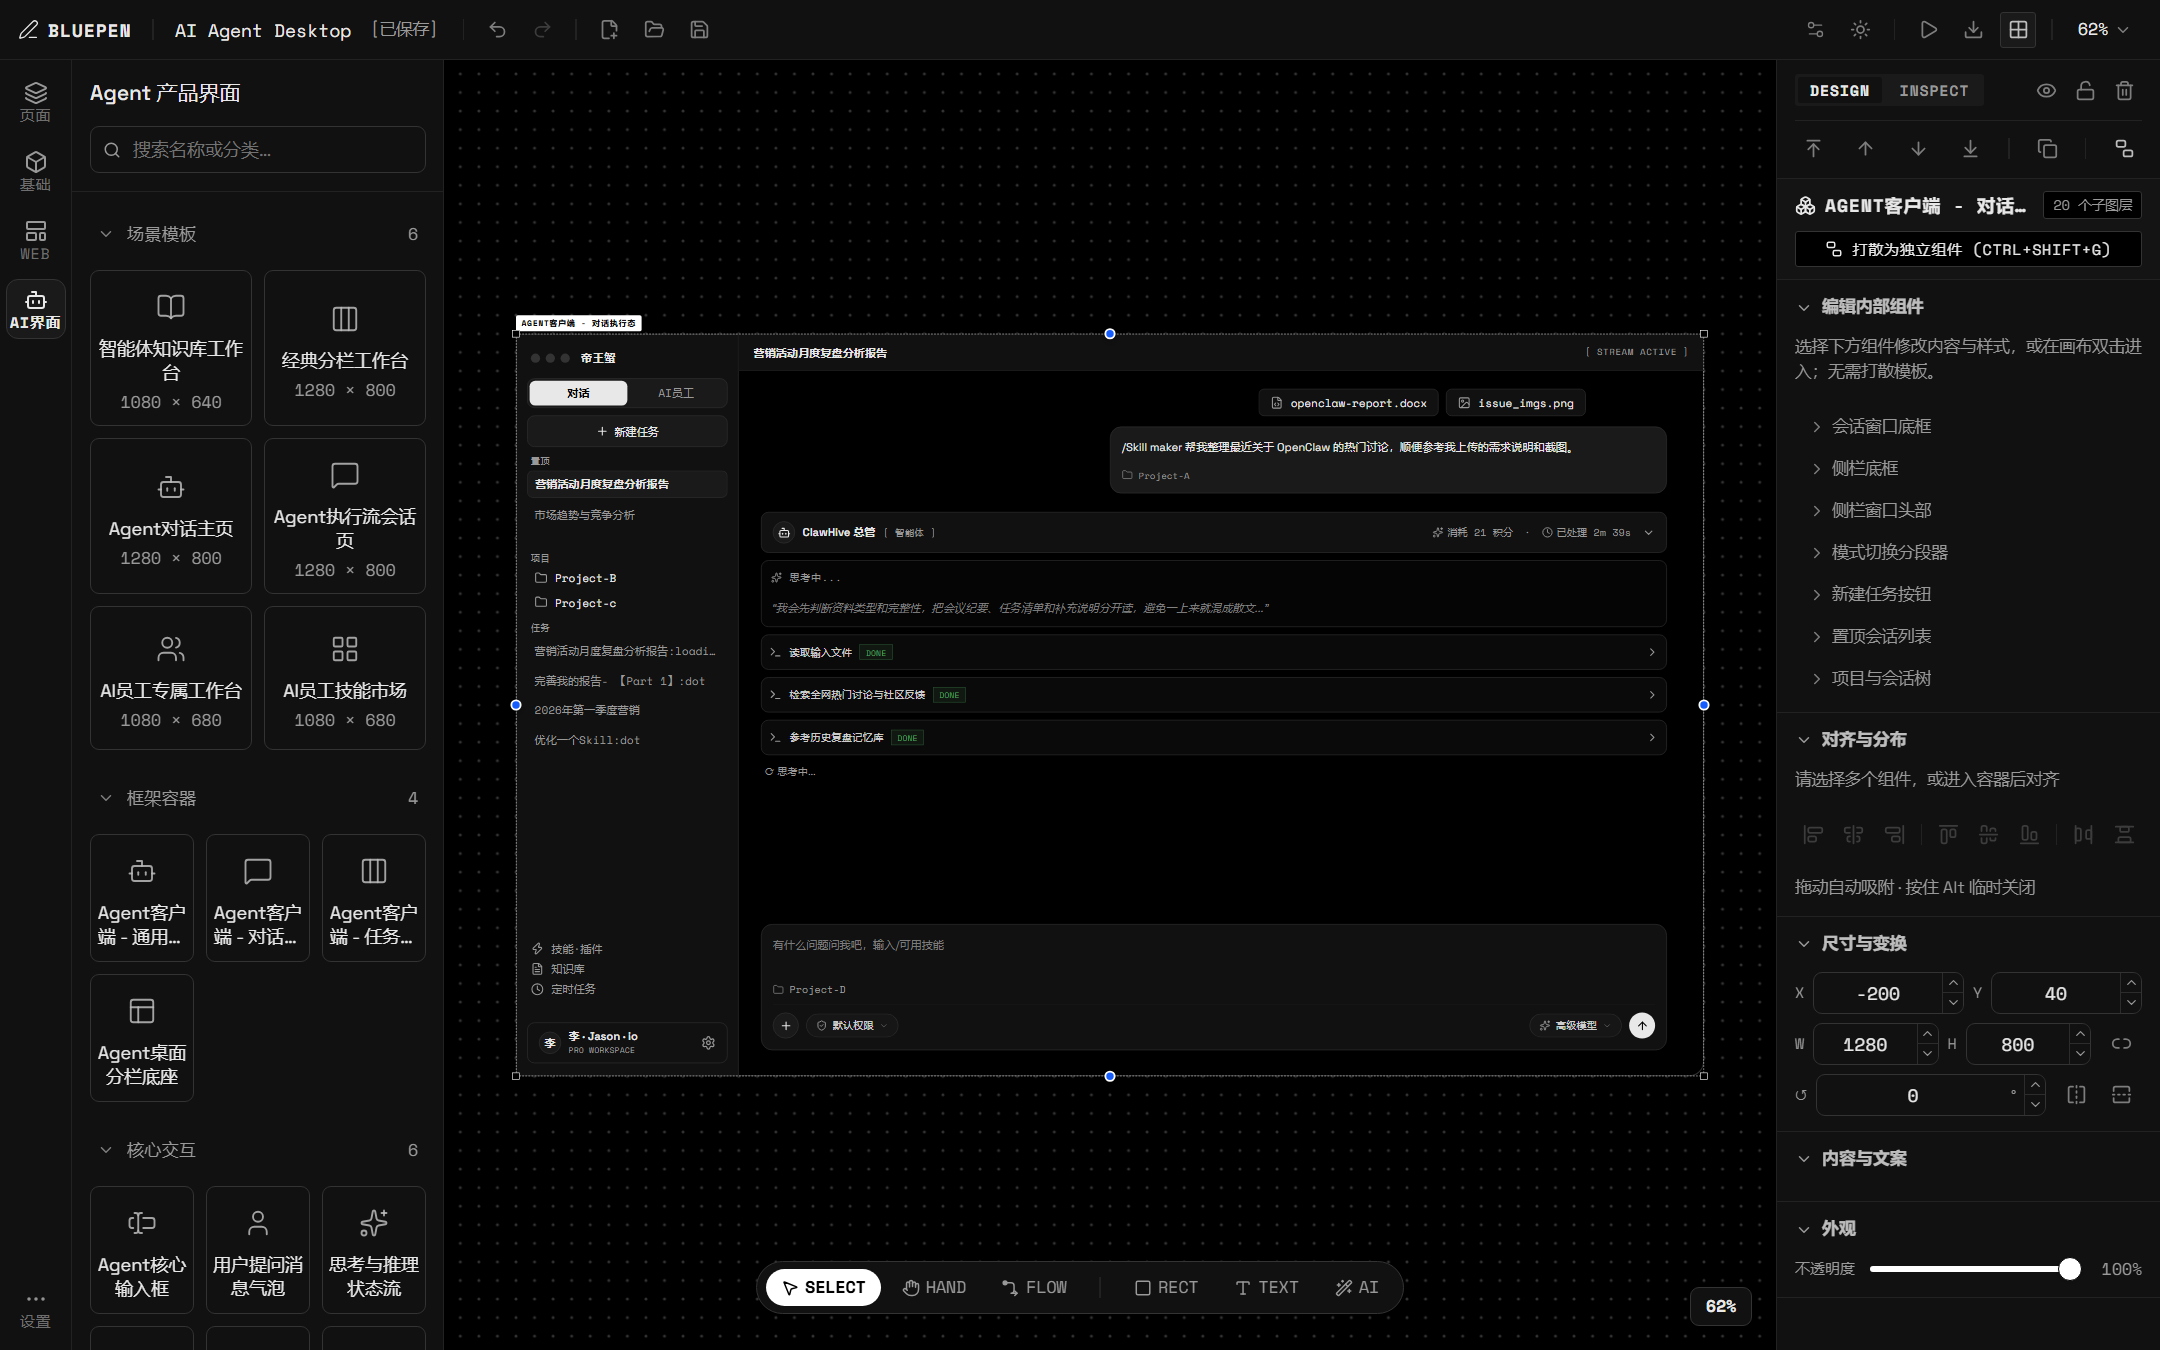 BLUEPEN
AI Agent Desktop
[已保存]
62%
页面
基础
WEB
AI界面
设置
Agent 产品界面
搜索名称或分类...
场景模板 6
智能体知识库工作台
1080 × 640
经典分栏工作台
1280 × 800
Agent对话主页
1280 × 800
Agent执行流会话页
1280 × 800
AI员工专属工作台
1080 × 680
AI员工技能市场
1080 × 680
框架容器 4
Agent客户端 - 通用...
Agent客户端 - 对话...
Agent客户端 - 任务...
Agent桌面分栏底座
核心交互 6
Agent核心输入框
用户提问消息气泡
思考与推理状态流
AGENT客户端 - 对话执行态
帝王蟹
对话
AI员工
+ 新建任务
置顶
营销活动月度复盘分析报告
市场趋势与竞争分析
项目
Project-B
Project-c
任务
营销活动月度复盘分析报告:loadi…
完善我的报告- 【Part 1】:dot
2026年第一季度营销
优化一个Skill:dot
技能·插件
知识库
定时任务
李
李·Jason·io
PRO WORKSPACE
营销活动月度复盘分析报告
[ STREAM ACTIVE ]
openclaw-report.docx
issue_imgs.png
/Skill maker 帮我整理最近关于 OpenClaw 的热门讨论，顺便参考我上传的需求说明和截图。
Project-A
ClawHive 总管 [ 智能体 ]
消耗 21 积分 · 已处理 2m 39s
思考中...
“我会先判断资料类型和完整性，把会议纪要、任务清单和补充说明分开读，避免一上来就混成散文...”
读取输入文件 DONE
检索全网热门讨论与社区反馈 DONE
参考历史复盘记忆库 DONE
思考中...
有什么问题问我吧，输入/可用技能
Project-D
默认权限
高级模型
SELECT
HAND
FLOW
RECT
TEXT
AI
62%
DESIGN
INSPECT
AGENT客户端 - 对话…
20 个子图层
打散为独立组件 (CTRL+SHIFT+G)
编辑内部组件
选择下方组件修改内容与样式，或在画布双击进入；无需打散模板。
会话窗口底框
侧栏底框
侧栏窗口头部
模式切换分段器
新建任务按钮
置顶会话列表
项目与会话树
对齐与分布
请选择多个组件，或进入容器后对齐
拖动自动吸附 · 按住 Alt 临时关闭
尺寸与变换
X -200
Y 40
W 1280
H 800
0 °
内容与文案
外观
不透明度 100%